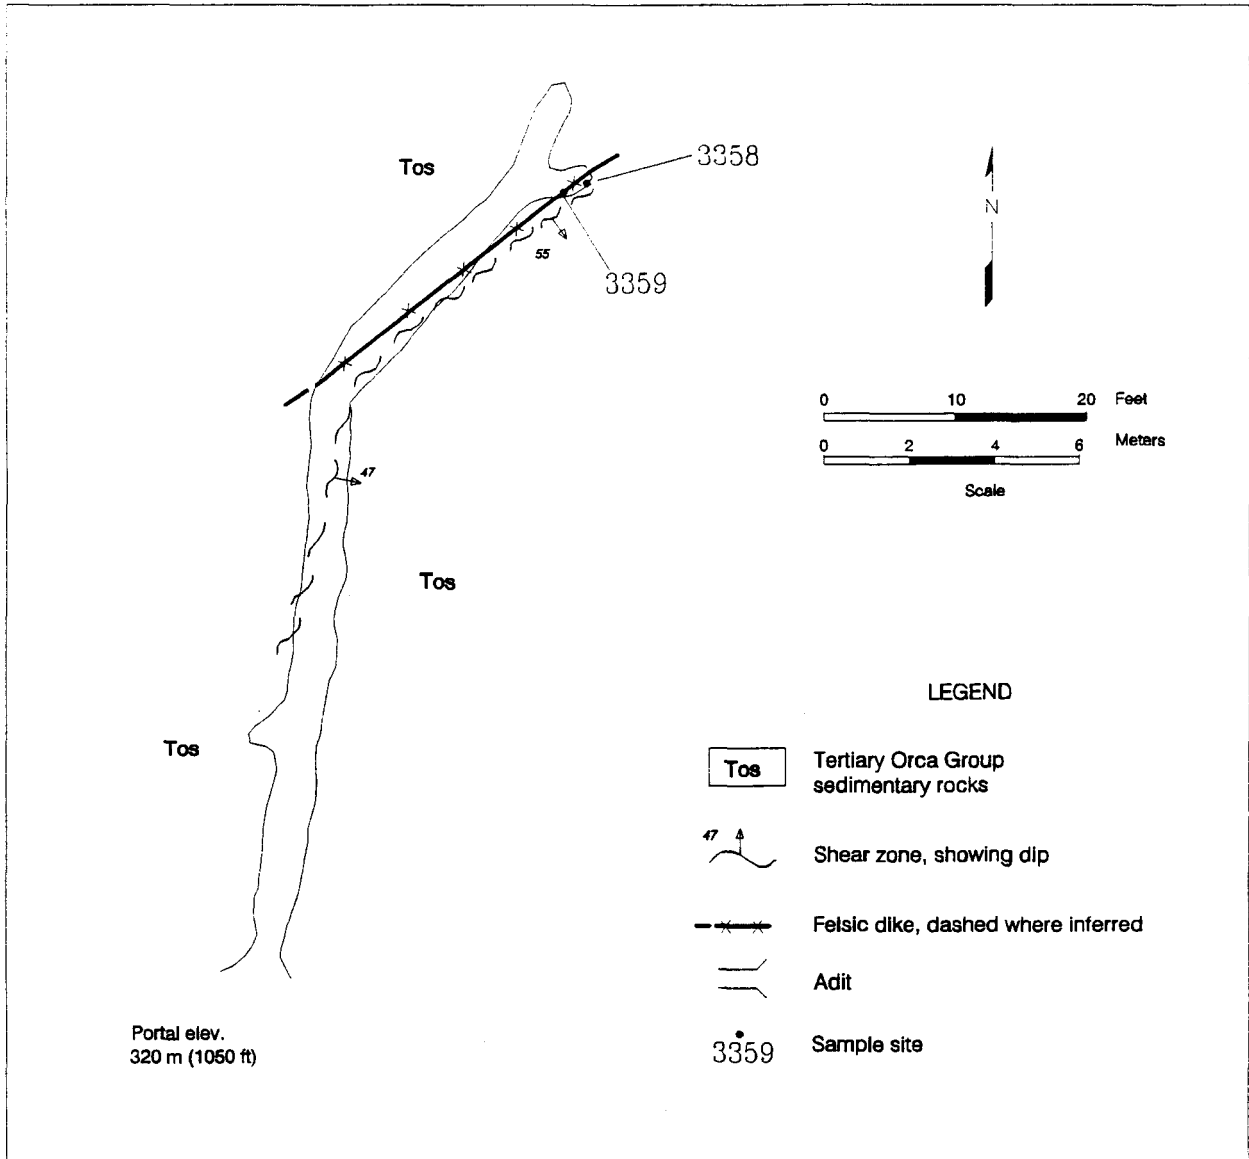 Tos
3358
N
55
3359
0 10 20 Feet
0 2 4 6 Meters
Scale
47
Tos
Tos
LEGEND
Tos Tertiary Orca Group
sedimentary rocks
47 Shear zone, showing dip
Felsic dike, dashed where inferred
Adit
3359 Sample site
Portal elev.
320 m (1050 ft)